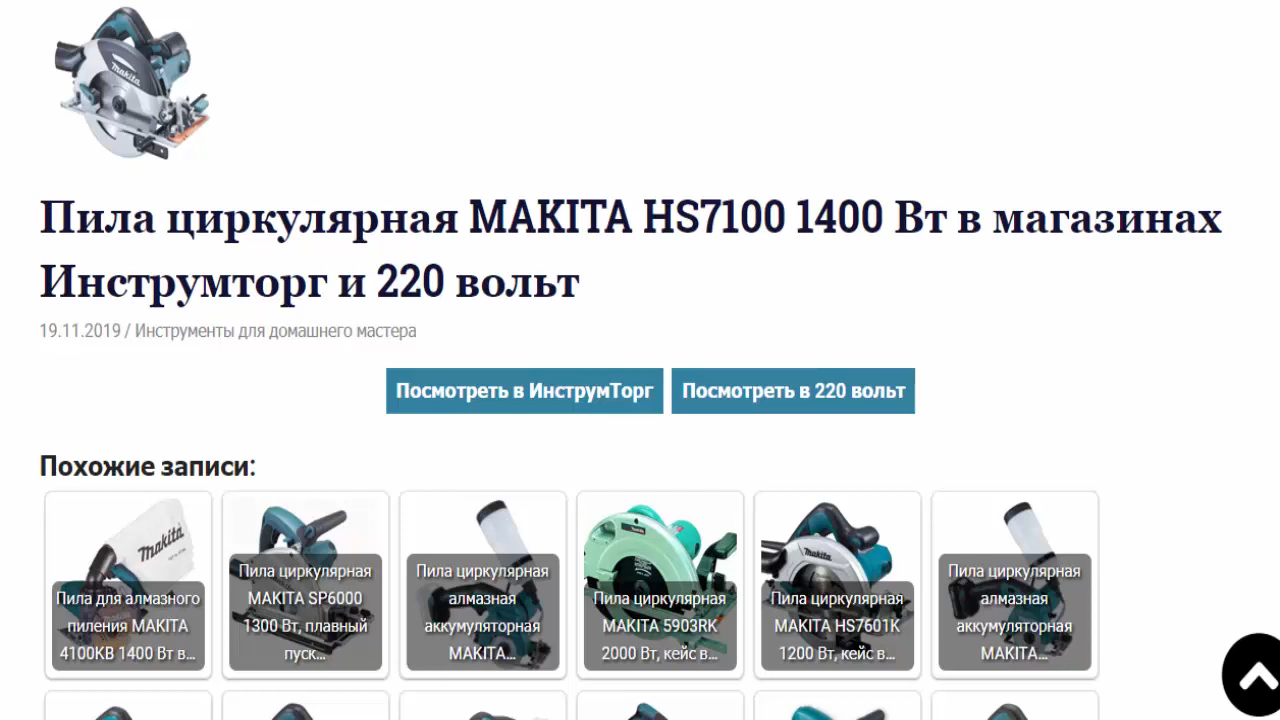 makita
Пила циркулярная MAKITA HS7100 1400 Вт в магазинах
Инструмторг и 220 вольт
19.11.2019 / Инструменты для домашнего мастера
Посмотреть в ИнструмТорг
Посмотреть в 220 вольт
Похожие записи:
makita
Пила для алмазного
пиления MAKITA
4100KB 1400 Вт в...
Пила циркулярная
MAKITA SP6000
1300 Вт, плавный
пуск...
Пила циркулярная
алмазная
аккумуляторная
MAKITA...
Пила циркулярная
MAKITA 5903RK
2000 Вт, кейс в...
makita
Пила циркулярная
MAKITA HS7601K
1200 Вт, кейс в...
Пила циркулярная
алмазная
аккумуляторная
MAKITA...